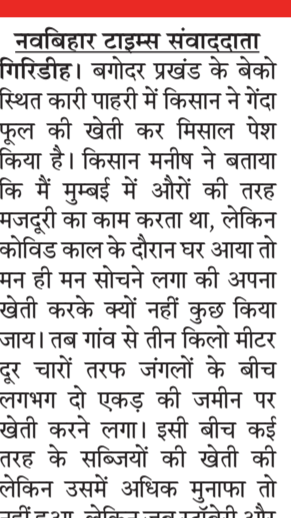 नवबिहार टाइम्स संवाददाता
गिरिडीह। बगोदर प्रखंड के बेको
स्थित कारी पाहरी में किसान ने गेंदा
फूल की खेती कर मिसाल पेश
किया है। किसान मनीष ने बताया
कि मैं मुम्बई में औरों की तरह
मजदूरी का काम करता था, लेकिन
कोविड काल के दौरान घर आया तो
मन ही मन सोचने लगा की अपना
खेती करके क्यों नहीं कुछ किया
जाय। तब गांव से तीन किलो मीटर
दूर चारों तरफ जंगलों के बीच
लगभग दो एकड़ की जमीन पर
खेती करने लगा। इसी बीच कई
तरह के सब्जियों की खेती की
लेकिन उसमें अधिक मुनाफा तो